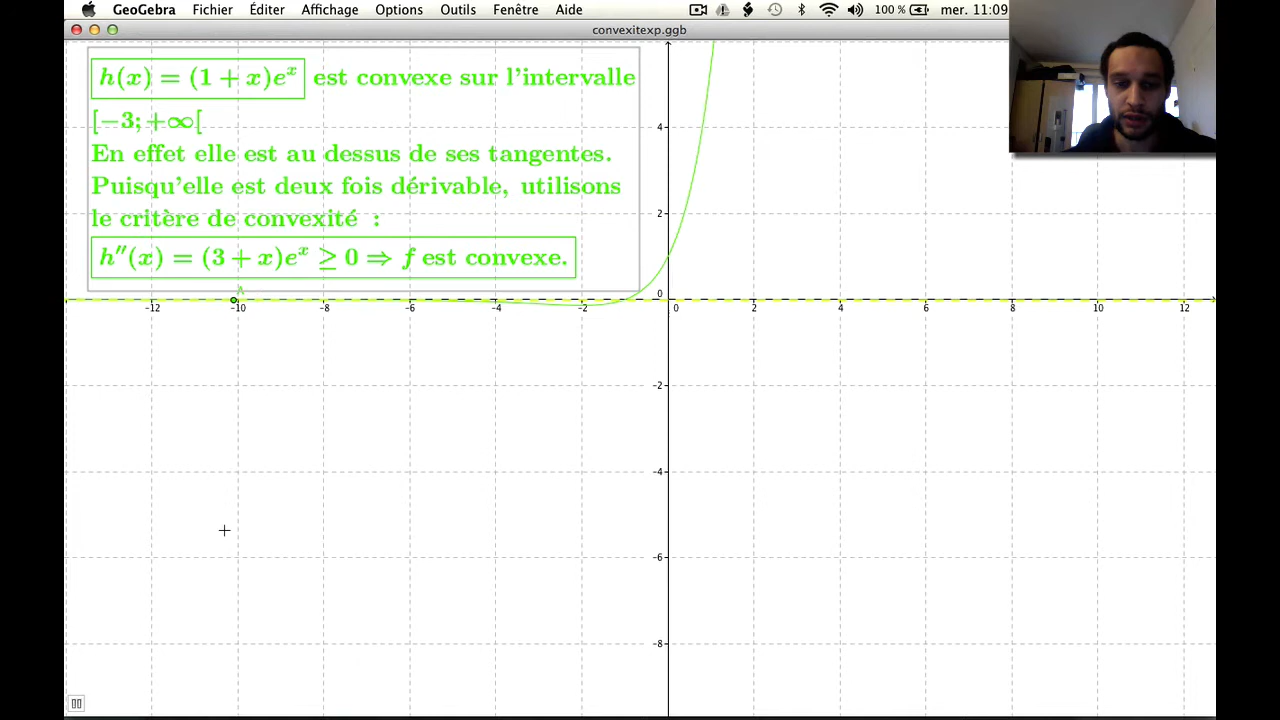 GeoGebra Fichier Éditer Affichage Options Outils Fenêtre Aide 100 % mer. 11:09
convexitexp.ggb
h(x) = (1 + x)eˣ est convexe sur l'intervalle
[−3; +∞[
En effet elle est au dessus de ses tangentes.
Puisqu'elle est deux fois dérivable, utilisons
le critère de convexité :
h″(x) = (3 + x)eˣ ≥ 0 ⇒ f est convexe.
4
2
0
A
-12 -10 -8 -6 -4 -2 0 2 4 6 8 10 12
-2
-4
-6
-8